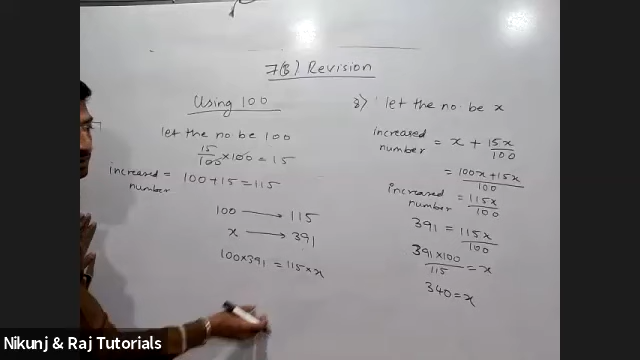 7(B) Revision
Using 100
let the no be 100
15/100 × 100 = 15
increased number = 100 + 15 = 115
100 → 115
x → 391
100 × 391 = 115 × x
8) let the no. be x
increased number = x + 15x/100
= 100x + 15x/100
increased number = 115x/100
391 = 115x/100
391 × 100/115 = x
340 = x
Nikunj & Raj Tutorials